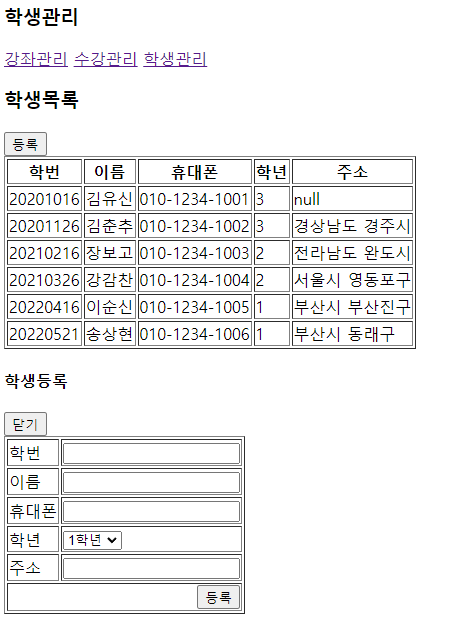 학생관리
강좌관리 수강관리 학생관리
학생목록
등록
학번 이름 휴대폰 학년 주소
20201016 김유신 010-1234-1001 3 null
20201126 김춘추 010-1234-1002 3 경상남도 경주시
20210216 장보고 010-1234-1003 2 전라남도 완도시
20210326 강감찬 010-1234-1004 2 서울시 영동포구
20220416 이순신 010-1234-1005 1 부산시 부산진구
20220521 송상현 010-1234-1006 1 부산시 동래구
학생등록
닫기
학번
이름
휴대폰
학년 1학년
주소
등록